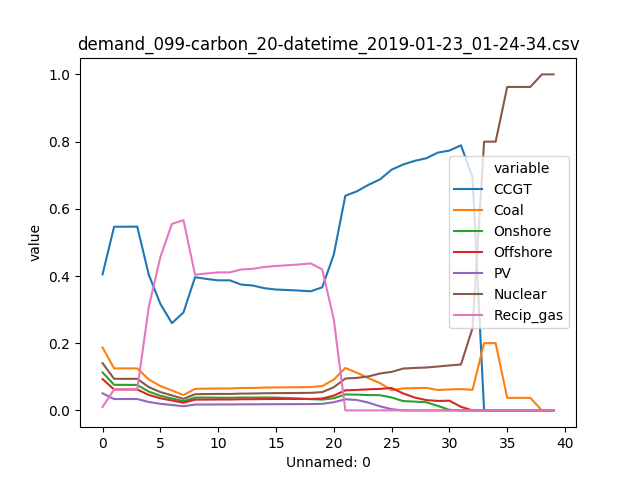 demand_099-carbon_20-datetime_2019-01-23_01-24-34.csv
1.0
0.8
0.6
0.4
0.2
0.0
value
variable
CCGT
Coal
Onshore
Offshore
PV
Nuclear
Recip_gas
0 5 10 15 20 25 30 35 40
Unnamed: 0